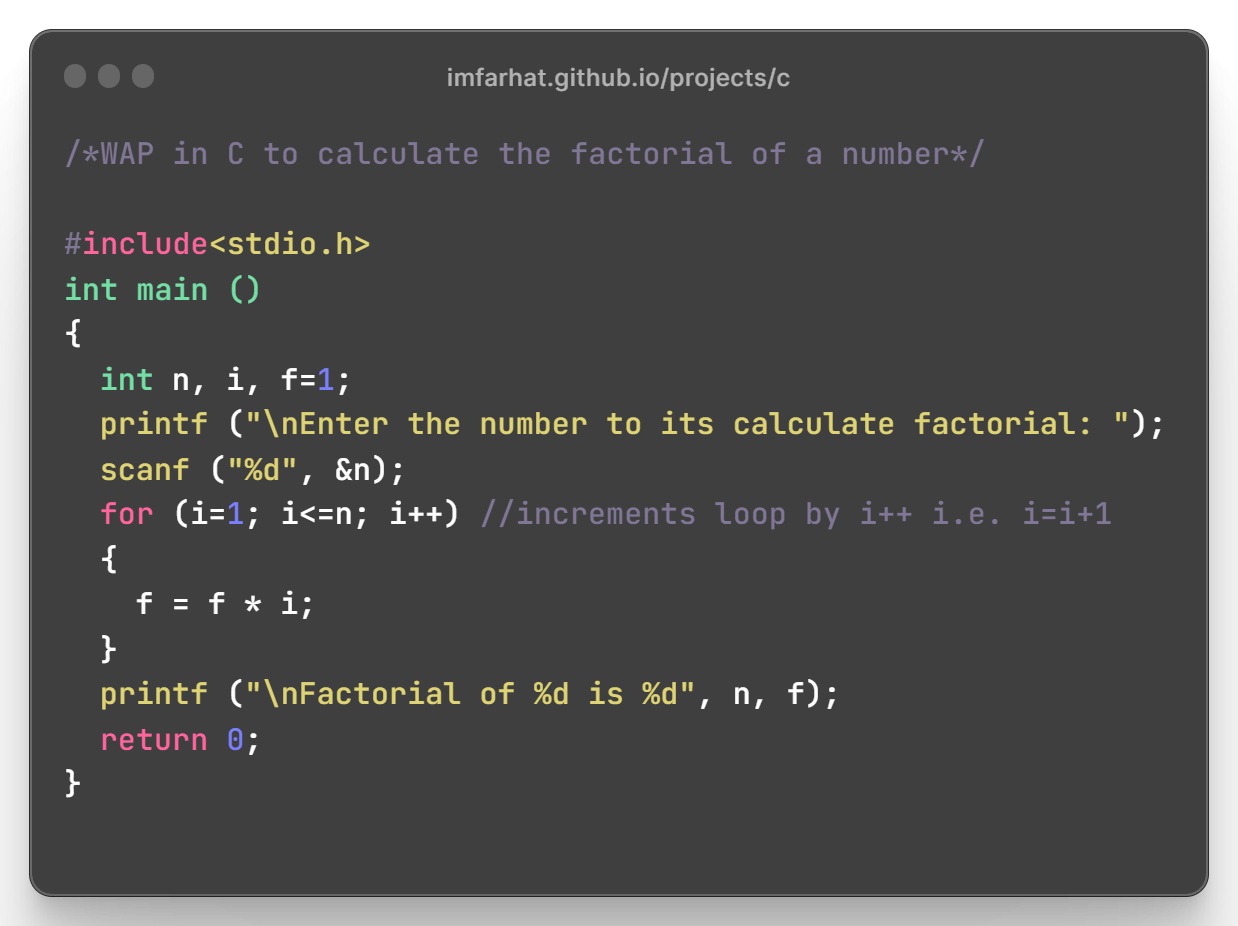 imfarhat.github.io/projects/c
/*WAP in C to calculate the factorial of a number*/
#include<stdio.h>
int main ()
{
  int n, i, f=1;
  printf ("\nEnter the number to its calculate factorial: ");
  scanf ("%d", &n);
  for (i=1; i<=n; i++) //increments loop by i++ i.e. i=i+1
  {
    f = f * i;
  }
  printf ("\nFactorial of %d is %d", n, f);
  return 0;
}